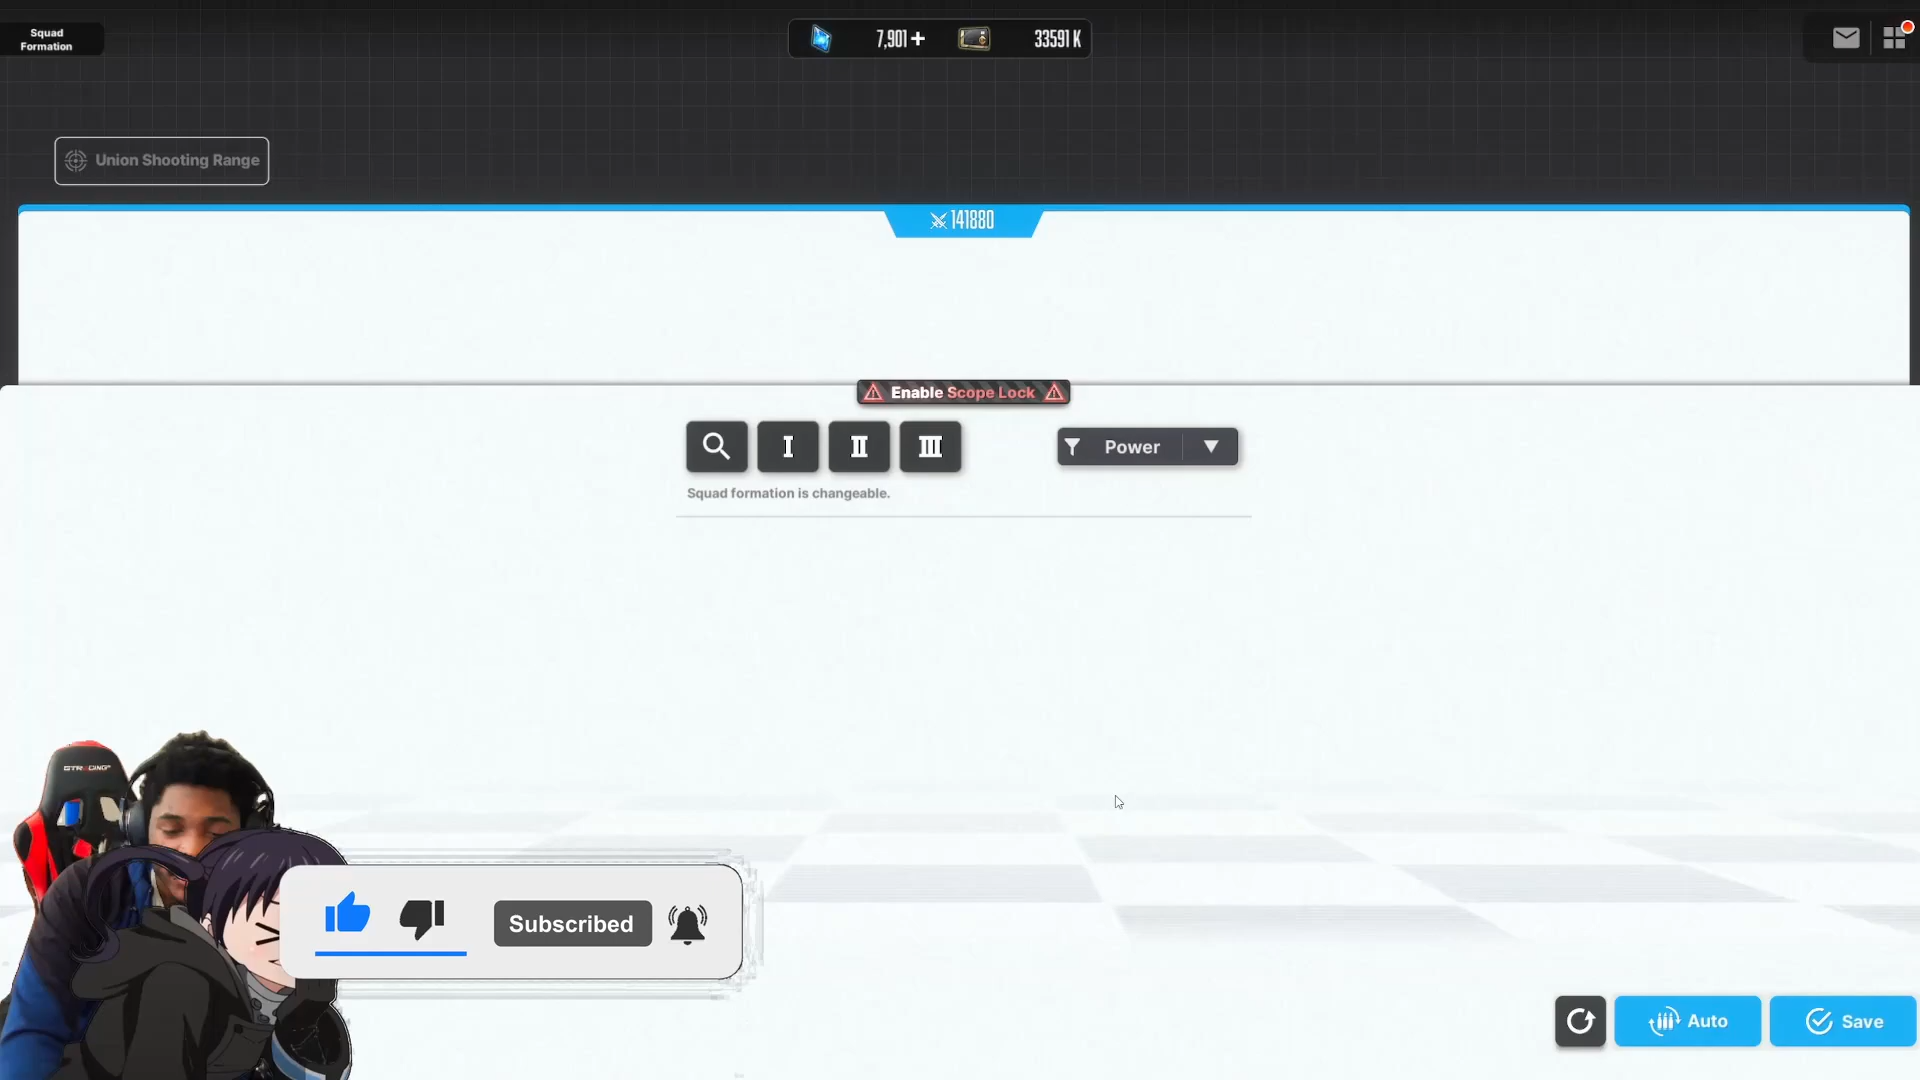 Squad
Formation
7,901+
33591 K
Union Shooting Range
141880
Enable Scope Lock
I
II
III
Power
Squad formation is changeable.
GTRACING
Subscribed
Auto
Save